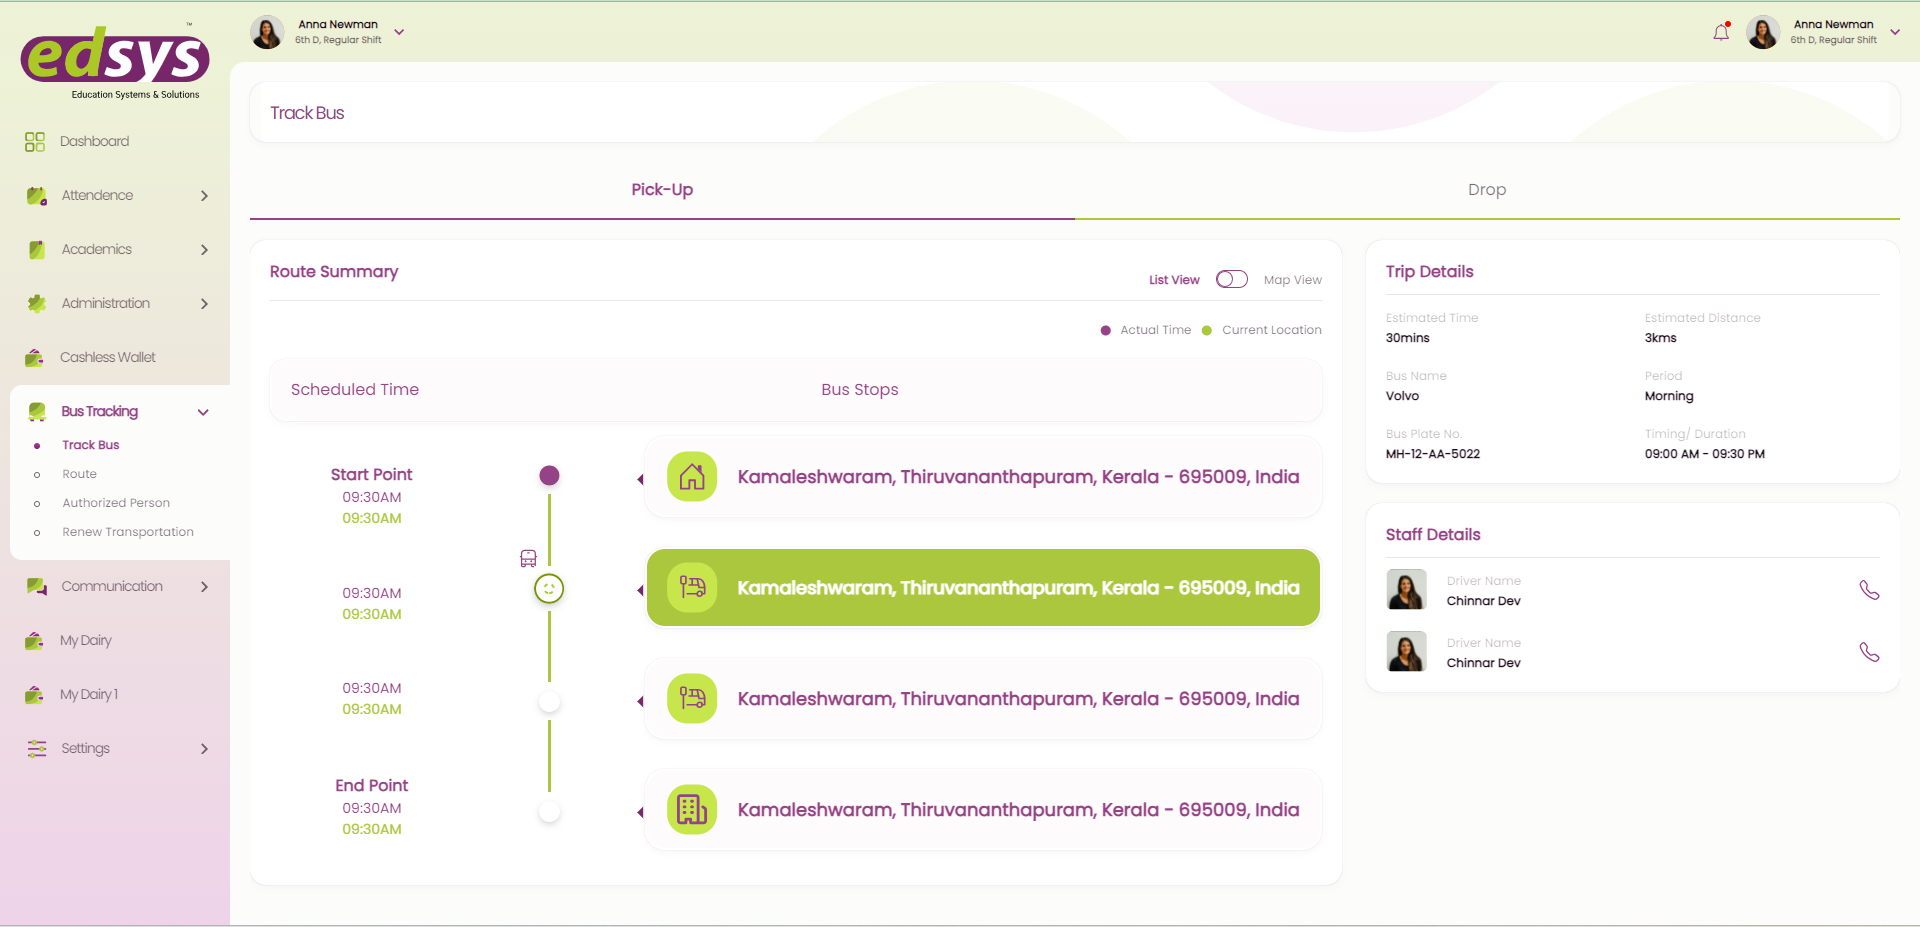 edsys
™
Education Systems & Solutions
Dashboard
Attendence
Academics
Administration
Cashless Wallet
Bus Tracking
Track Bus
Route
Authorized Person
Renew Transportation
Communication
My Dairy
My Dairy 1
Settings
Anna Newman
6th D, Regular Shift
Anna Newman
6th D, Regular Shift
Track Bus
Pick-Up
Drop
Route Summary
List View
Map View
Actual Time
Current Location
Scheduled Time
Bus Stops
Start Point
09:30AM
09:30AM
Kamaleshwaram, Thiruvananthapuram, Kerala - 695009, India
09:30AM
09:30AM
Kamaleshwaram, Thiruvananthapuram, Kerala - 695009, India
09:30AM
09:30AM
Kamaleshwaram, Thiruvananthapuram, Kerala - 695009, India
End Point
09:30AM
09:30AM
Kamaleshwaram, Thiruvananthapuram, Kerala - 695009, India
Trip Details
Estimated Time
30mins
Estimated Distance
3kms
Bus Name
Volvo
Period
Morning
Bus Plate No.
MH-12-AA-5022
Timing/ Duration
09:00 AM - 09:30 PM
Staff Details
Driver Name
Chinnar Dev
Driver Name
Chinnar Dev